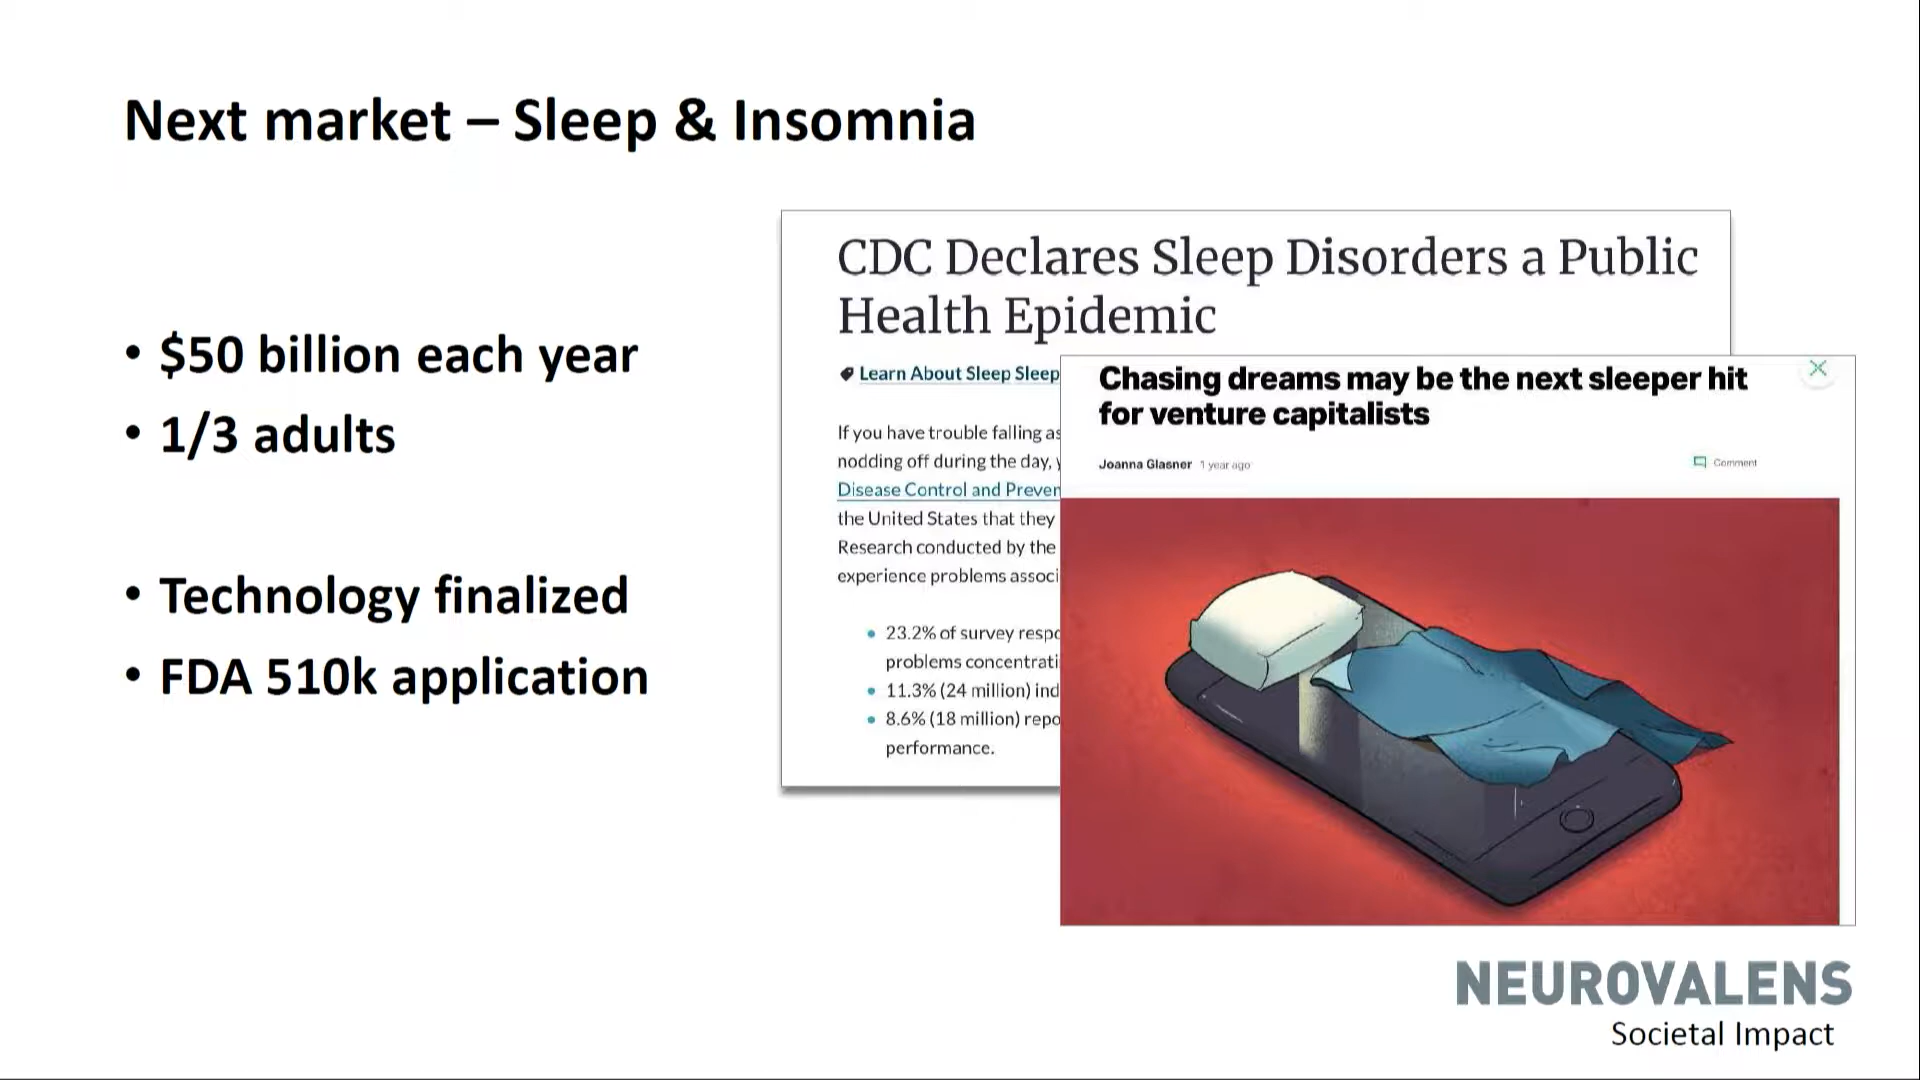 Next market – Sleep & Insomnia
• $50 billion each year
• 1/3 adults
• Technology finalized
• FDA 510k application
CDC Declares Sleep Disorders a Public
Health Epidemic
Learn About Sleep Sleep
If you have trouble falling as
nodding off during the day,
Disease Control and Preven
the United States that they
Research conducted by the
experience problems associ
• 23.2% of survey respo
problems concentrati
• 11.3% (24 million) ind
• 8.6% (18 million) repo
performance.
Chasing dreams may be the next sleeper hit
for venture capitalists
Joanna Glasner 1 year ago
Comment
NEUROVALENS
Societal Impact